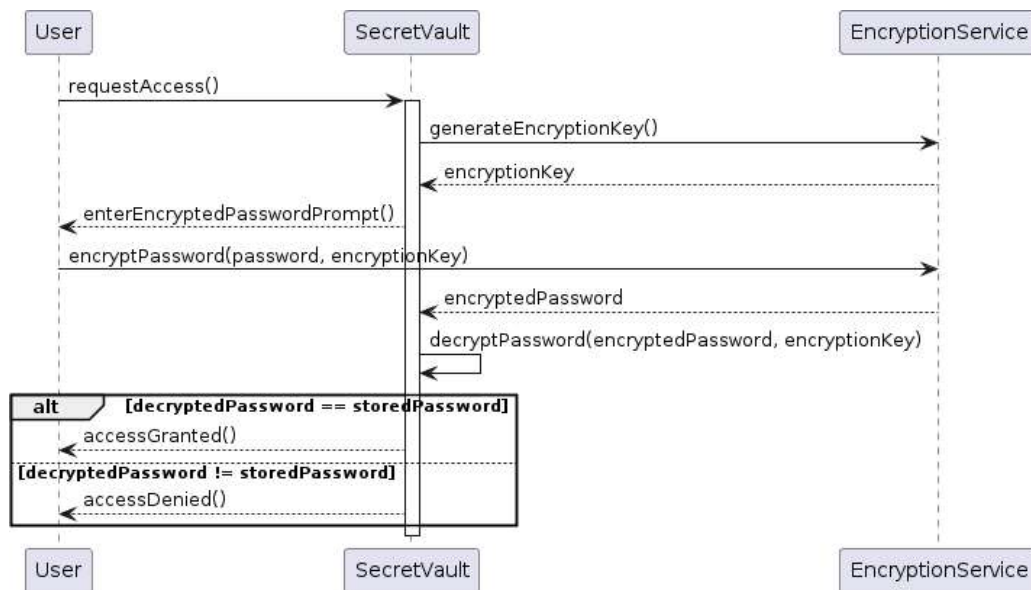 User SecretVault EncryptionService
requestAccess()
generateEncryptionKey()
encryptionKey
enterEncryptedPasswordPrompt()
encryptPassword(password, encryptionKey)
encryptedPassword
decryptPassword(encryptedPassword, encryptionKey)
alt [decryptedPassword == storedPassword]
accessGranted()
[decryptedPassword != storedPassword]
accessDenied()
User SecretVault EncryptionService